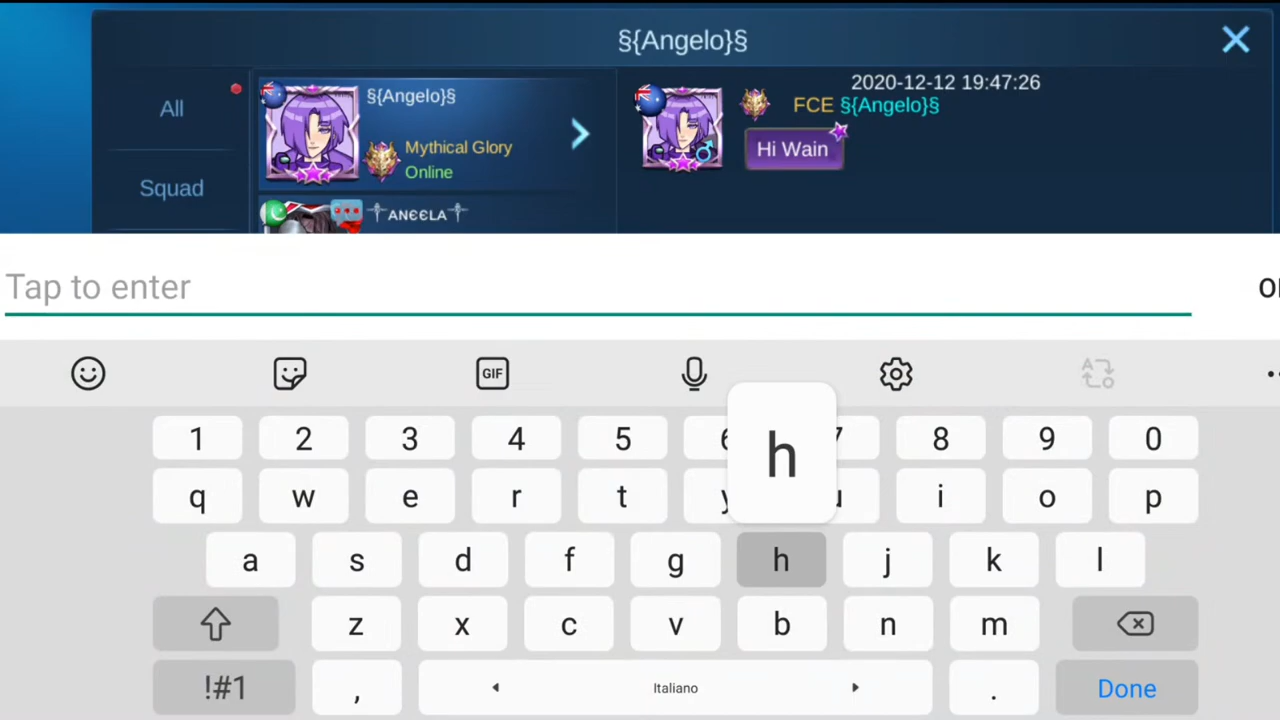 §{Angelo}§
All
§{Angelo}§
Mythical Glory
Online
Squad
ANЄЄLA
2020-12-12 19:47:26
FCE §{Angelo}§
Hi Wain
Tap to enter
GIF
h
1 2 3 4 5 8 9 0
q w e r t i o p
a s d f g h j k l
z x c v b n m
!#1 , Italiano . Done